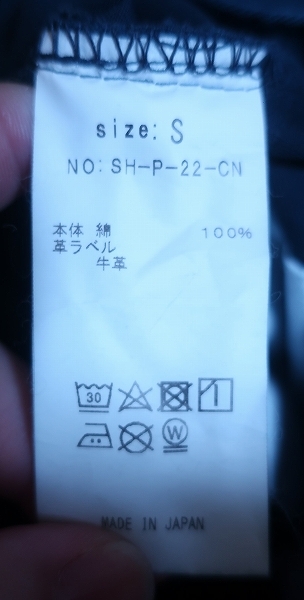 size: S
NO: SH-P-22-CN
本体 綿 100%
革ラベル
牛革
30
W
MADE IN JAPAN